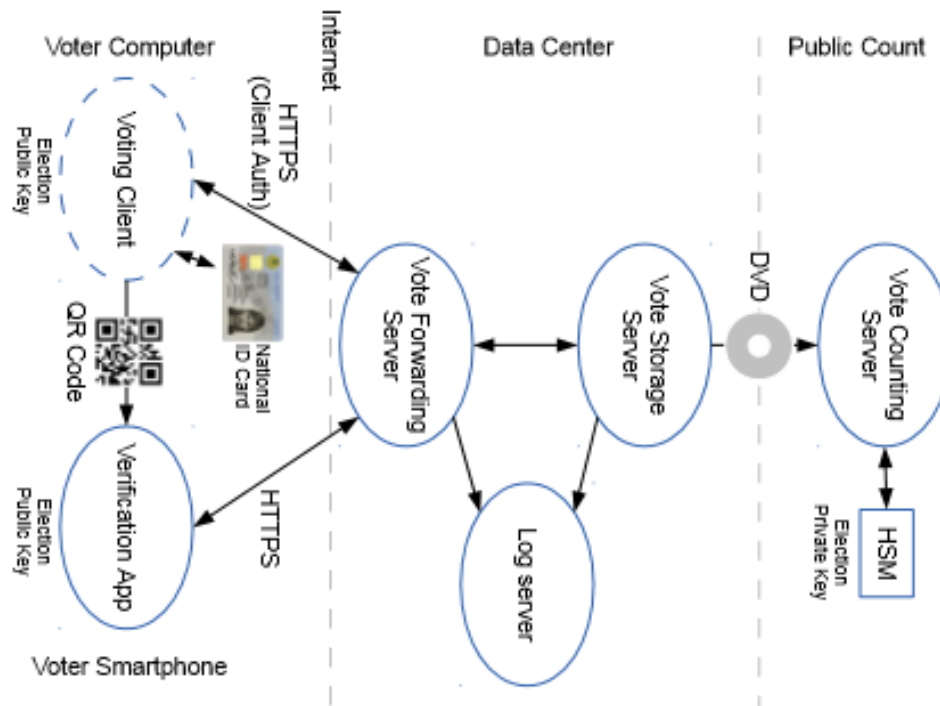 Voter Computer
Data Center
Public Count
Internet
HTTPS
(Client Auth)
Voting Client
Election
Public Key
National
ID Card
QR Code
Vote Forwarding
Server
Vote Storage
Server
DVD
Vote Counting
Server
HSM
Election
Private Key
Verification App
Election
Public Key
HTTPS
Log server
Voter Smartphone